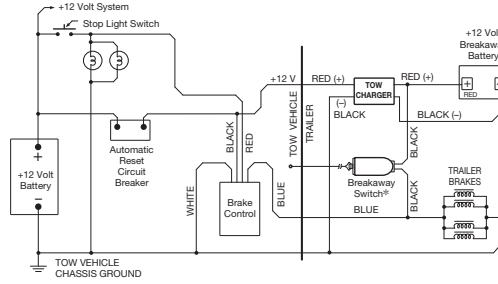 +12 Volt System
Stop Light Switch
+12 Volt
Breakaway
Battery
+12 V
RED (+)
TOW
CHARGER
RED (+)
+
RED
(–)
BLACK
BLACK (–)
TOW VEHICLE
TRAILER
BLACK
RED
BLACK
Automatic
Reset
Circuit
Breaker
+
+12 Volt
Battery
–
WHITE
Brake
Control
BLUE
Breakaway
Switch*
BLACK
BLUE
TRAILER
BRAKES
TOW VEHICLE
CHASSIS GROUND